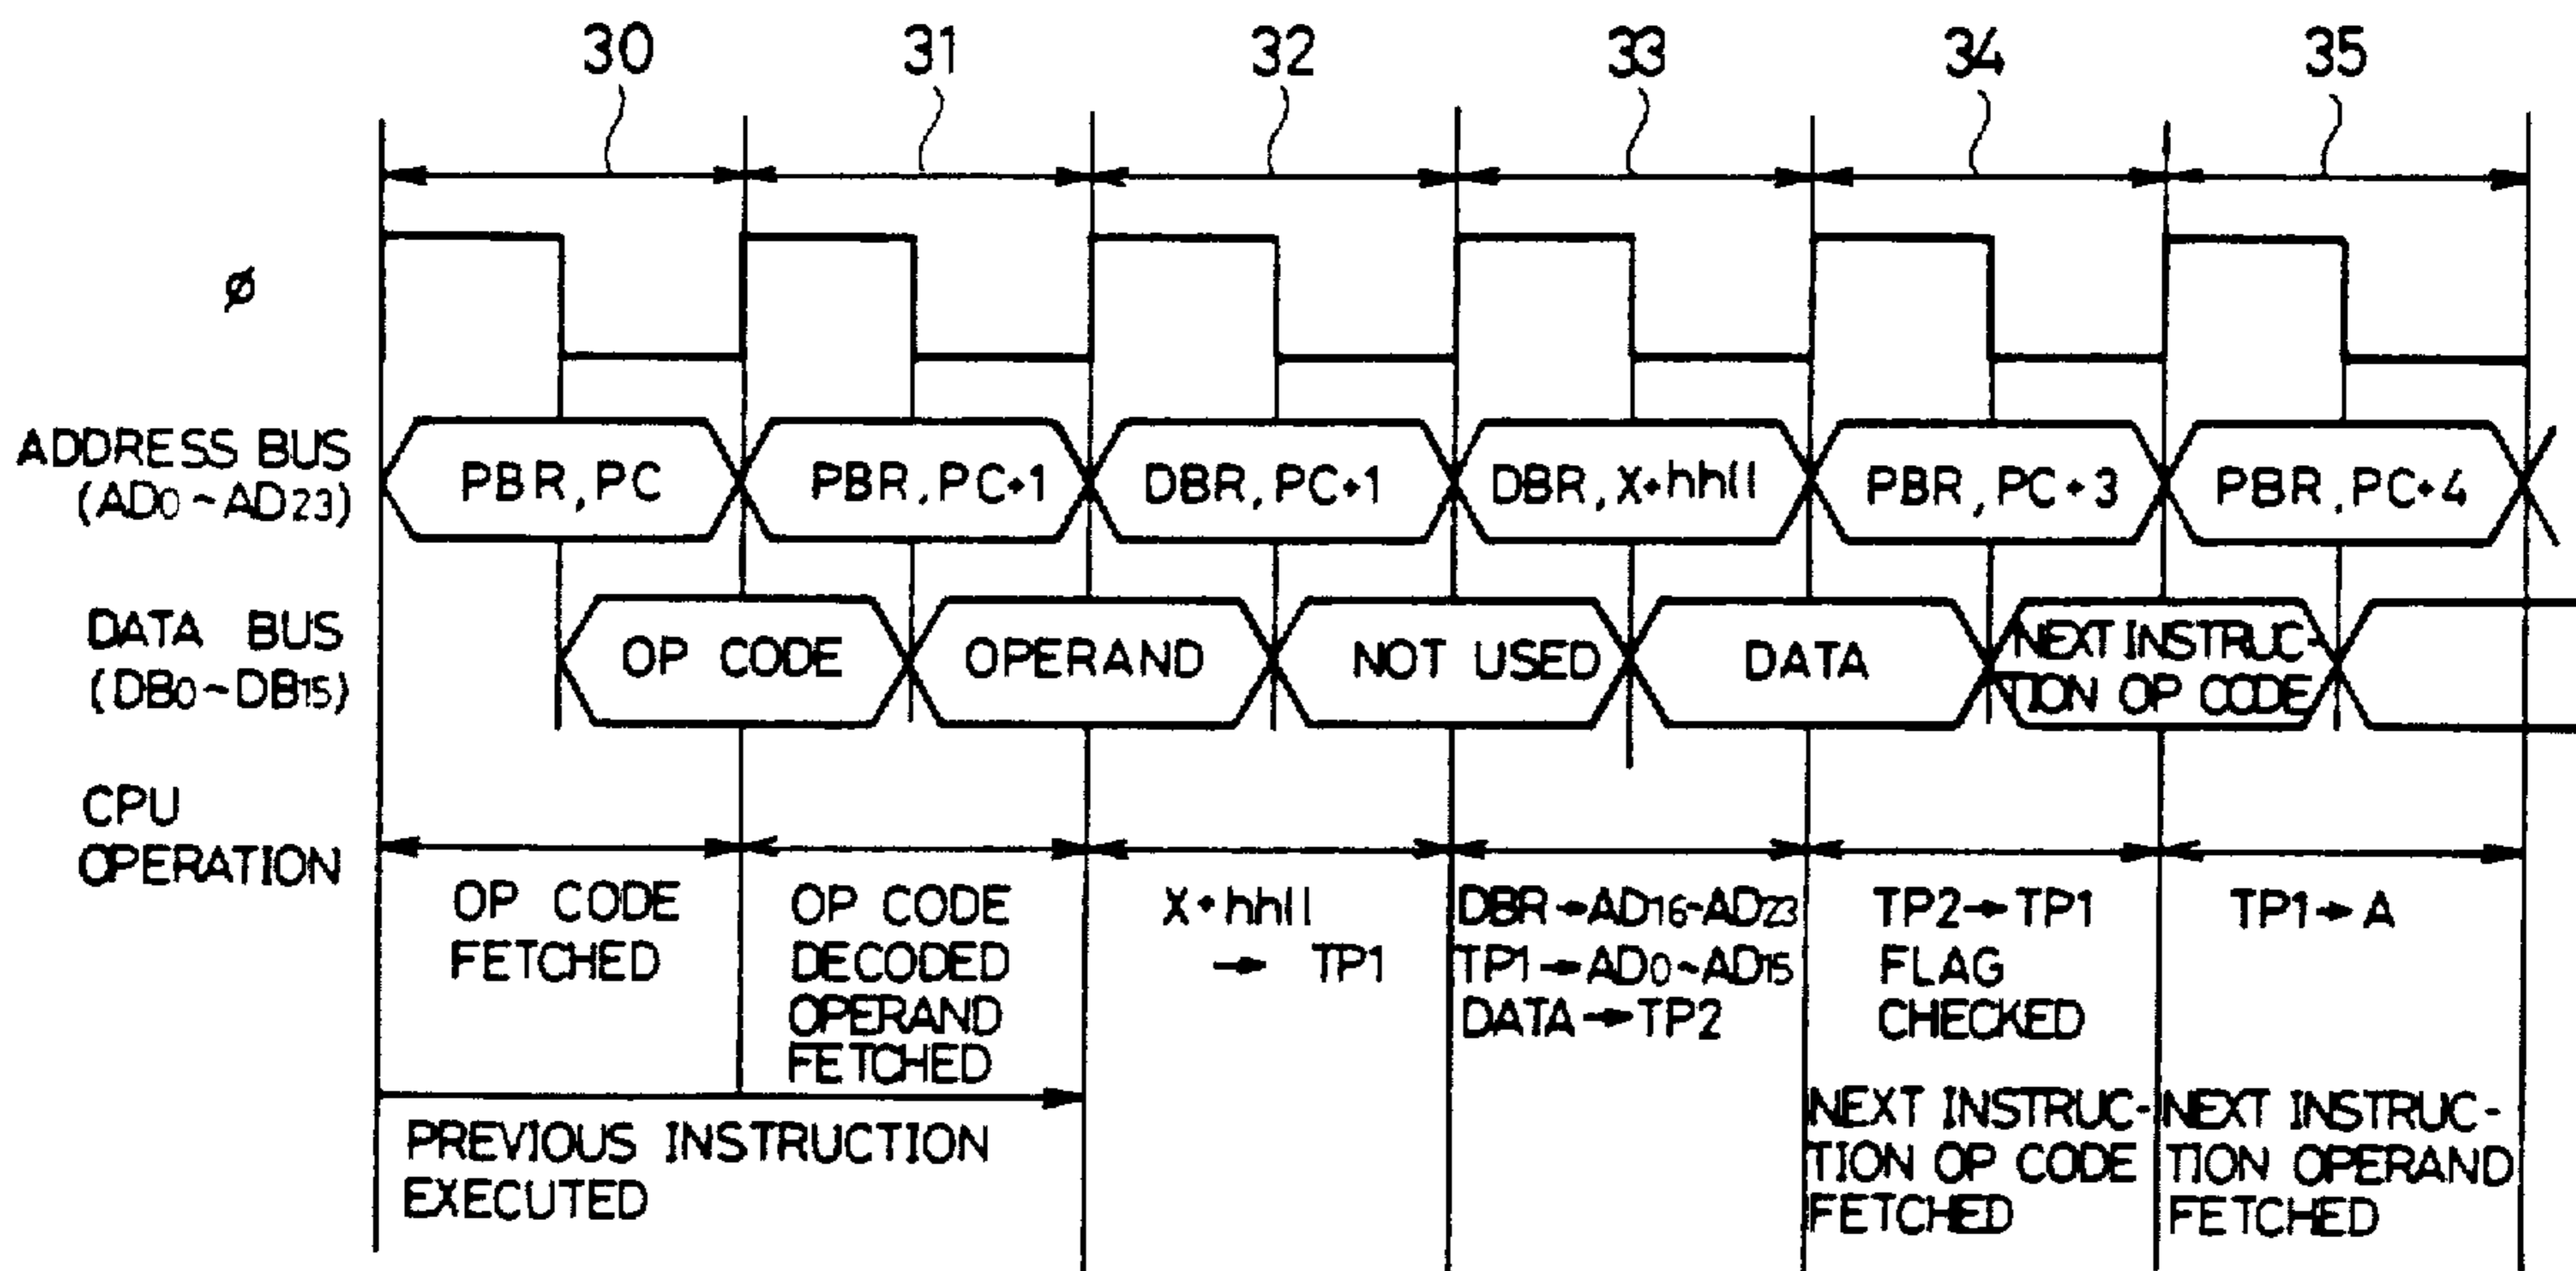 30 31 32 33 34 35
ø
ADDRESS BUS
(AD0~AD23)
PBR,PC PBR,PC+1 DBR,PC+1 DBR,X+hhll PBR,PC+3 PBR,PC+4
DATA BUS
(DB0~DB15)
OP CODE OPERAND NOT USED DATA NEXT INSTRUC-
TION OP CODE
CPU
OPERATION
OP CODE
FETCHED
OP CODE
DECODED
OPERAND
FETCHED
X+hhll
→ TP1
DBR→AD16~AD23
TP1→AD0~AD15
DATA→TP2
TP2→TP1
FLAG
CHECKED
TP1→A
PREVIOUS INSTRUCTION
EXECUTED
NEXT INSTRUC-
TION OP CODE
FETCHED
NEXT INSTRUC-
TION OPERAND
FETCHED